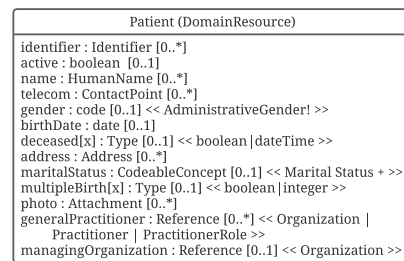 Patient (DomainResource)
identifier : Identifier [0..*]
active : boolean [0..1]
name : HumanName [0..*]
telecom : ContactPoint [0..*]
gender : code [0..1] << AdministrativeGender! >>
birthDate : date [0..1]
deceased[x] : Type [0..1] << boolean|dateTime >>
address : Address [0..*]
maritalStatus : CodeableConcept [0..1] << Marital Status + >>
multipleBirth[x] : Type [0..1] << boolean|integer >>
photo : Attachment [0..*]
generalPractitioner : Reference [0..*] << Organization |
Practitioner | PractitionerRole >>
managingOrganization : Reference [0..1] << Organization >>